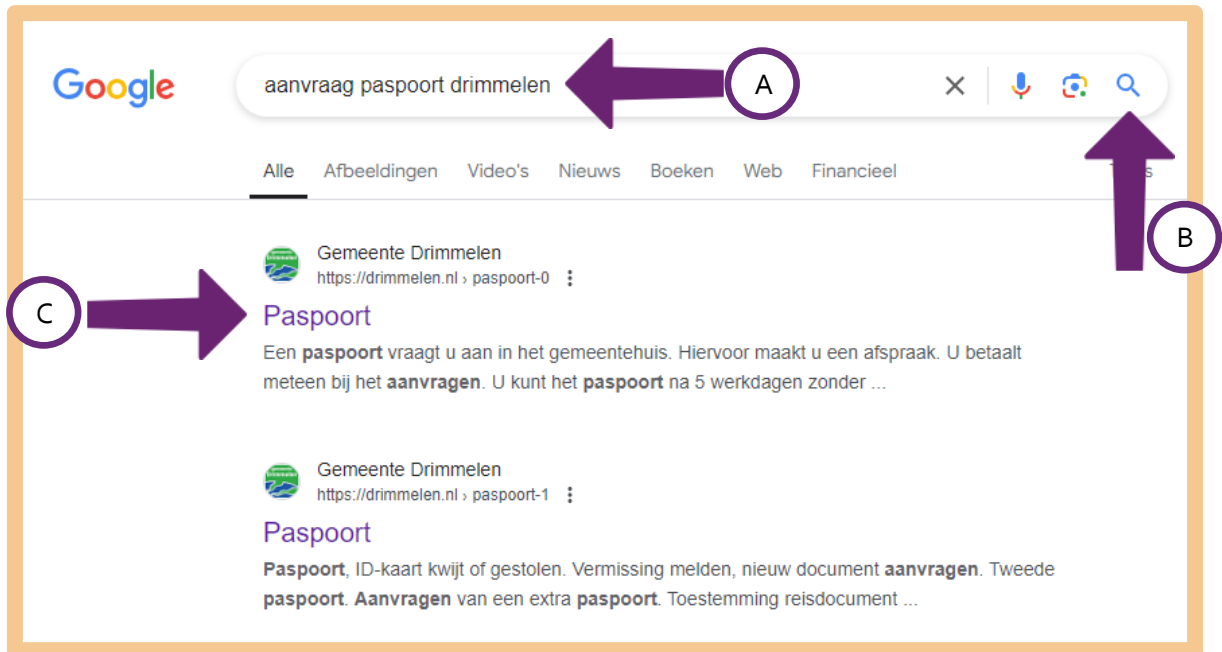 Google
aanvraag paspoort drimmelen
A
Alle Afbeeldingen Video's Nieuws Boeken Web Financieel
B
Gemeente Drimmelen
https://drimmelen.nl › paspoort-0
C
Paspoort
Een paspoort vraagt u aan in het gemeentehuis. Hiervoor maakt u een afspraak. U betaalt
meteen bij het aanvragen. U kunt het paspoort na 5 werkdagen zonder ...
Gemeente Drimmelen
https://drimmelen.nl › paspoort-1
Paspoort
Paspoort, ID-kaart kwijt of gestolen. Vermissing melden, nieuw document aanvragen. Tweede
paspoort. Aanvragen van een extra paspoort. Toestemming reisdocument ...